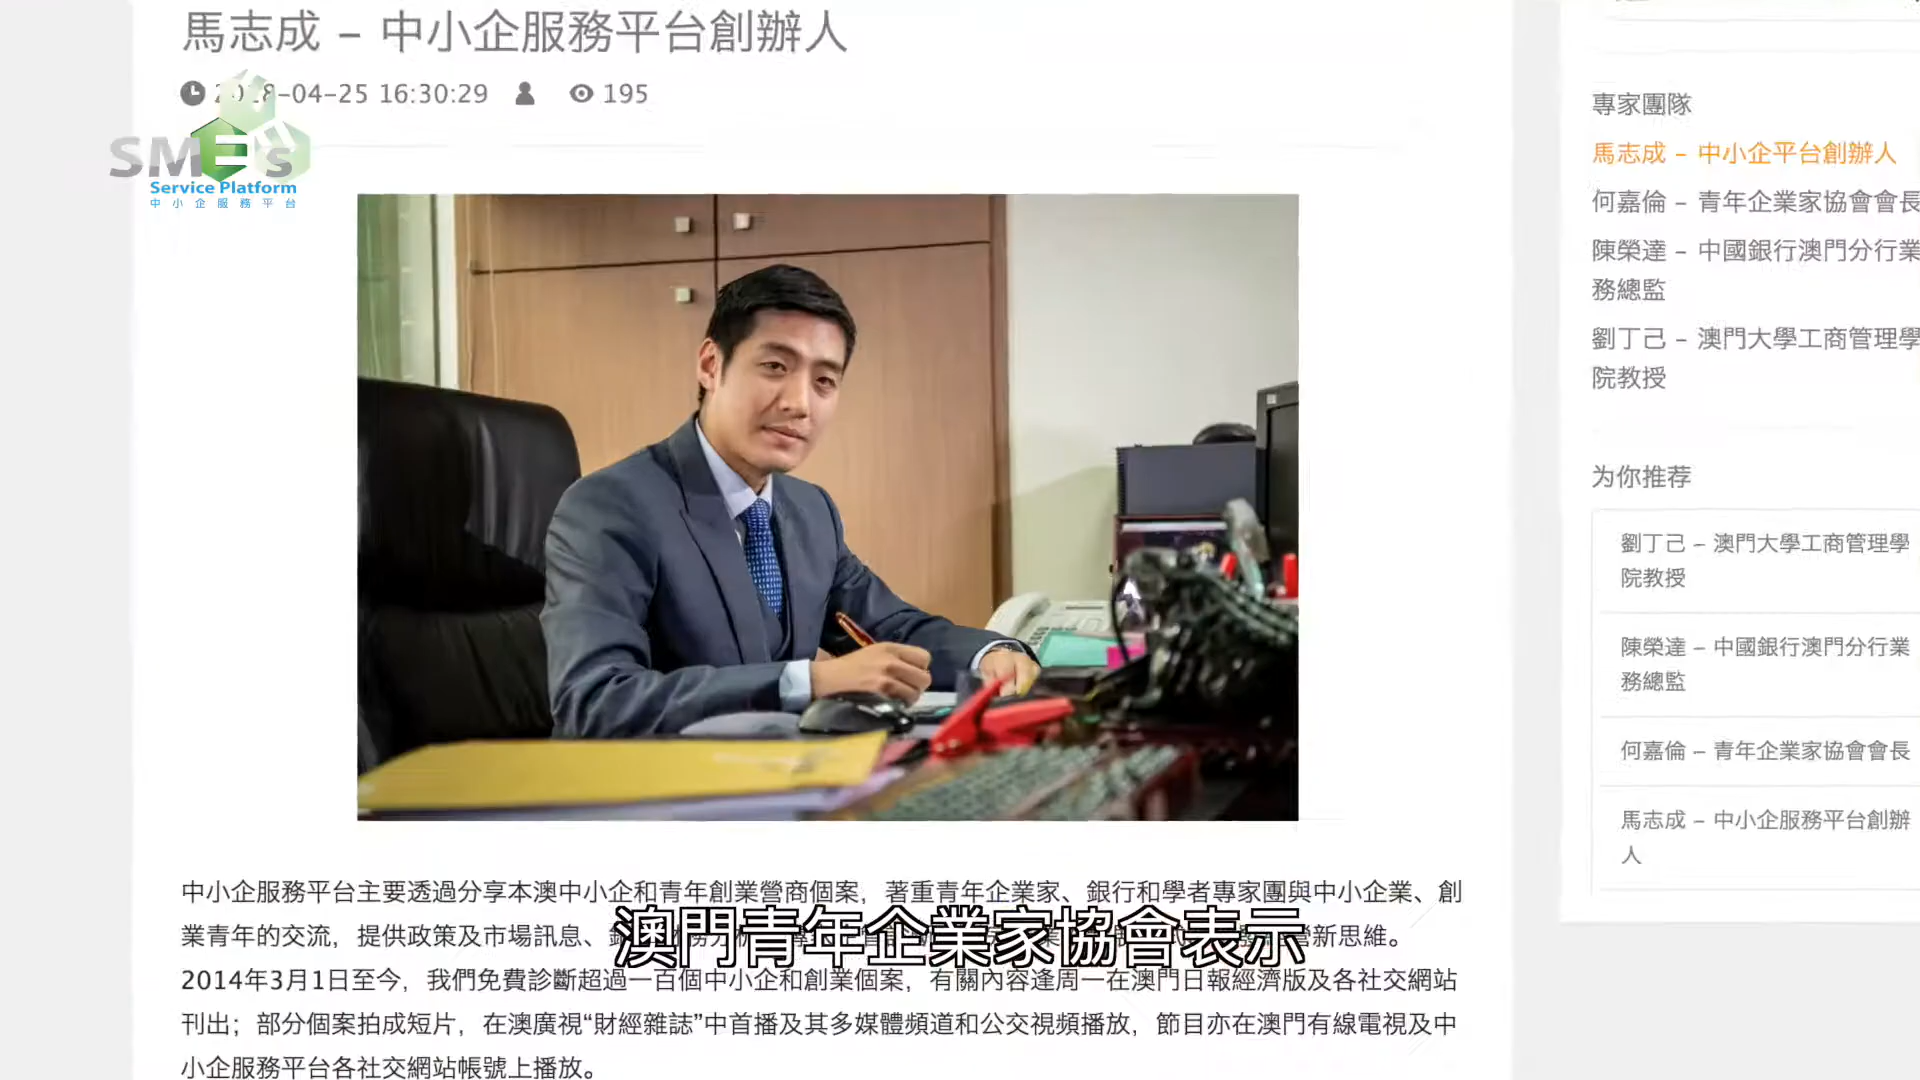 馬志成 – 中小企服務平台創辦人
2018-04-25 16:30:29 195
SMEs
Service Platform
中小企服務平台
專家團隊
馬志成 – 中小企平台創辦人
何嘉倫 – 青年企業家協會會長
陳榮達 – 中國銀行澳門分行業
務總監
劉丁己 – 澳門大學工商管理學
院教授
为你推荐
劉丁己 – 澳門大學工商管理學
院教授
陳榮達 – 中國銀行澳門分行業
務總監
何嘉倫 – 青年企業家協會會長
馬志成 – 中小企服務平台創辦
人
中小企服務平台主要透過分享本澳中小企和青年創業營商個案，著重青年企業家、銀行和學者專家團與中小企業、創
業青年的交流，提供政策及市場訊息、營新思維。
澳門青年企業家協會表示
2014年3月1日至今，我們免費診斷超過一百個中小企和創業個案，有關內容逢周一在澳門日報經濟版及各社交網站
刊出；部分個案拍成短片，在澳廣視“財經雜誌”中首播及其多媒體頻道和公交視頻播放，節目亦在澳門有線電視及中
小企服務平台各社交網站帳號上播放。